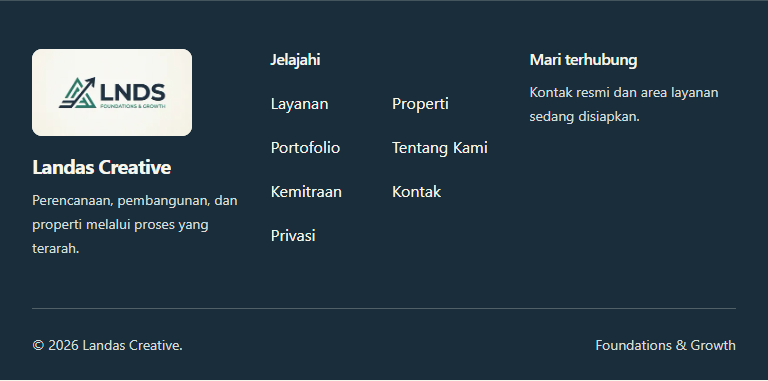 LNDS
FOUNDATIONS & GROWTH
Landas Creative
Perencanaan, pembangunan, dan
properti melalui proses yang
terarah.
Jelajahi
Layanan
Properti
Portofolio
Tentang Kami
Kemitraan
Kontak
Privasi
Mari terhubung
Kontak resmi dan area layanan
sedang disiapkan.
© 2026 Landas Creative.
Foundations & Growth